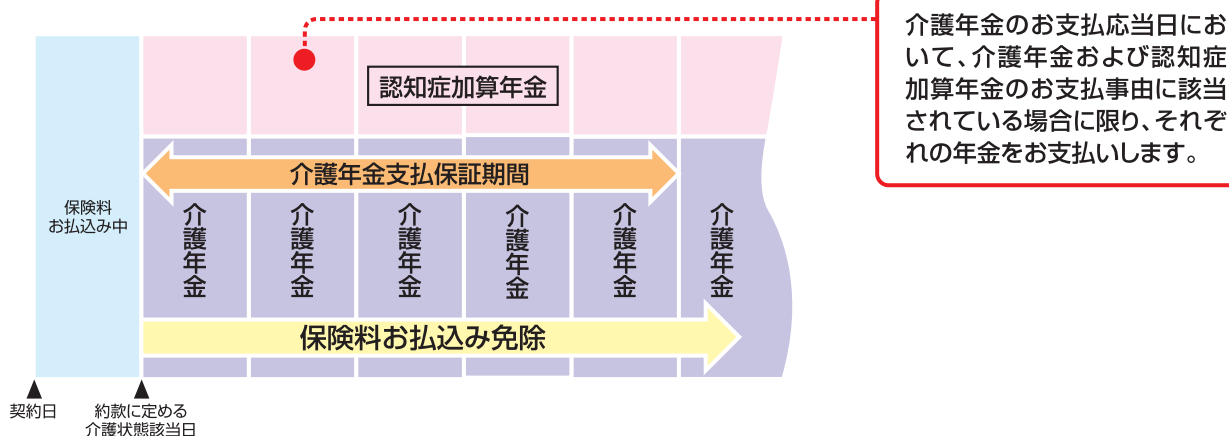 介護年金のお支払応当日にお
いて、介護年金および認知症
加算年金のお支払事由に該当
されている場合に限り、それぞ
れの年金をお支払いします。
認知症加算年金
介護年金支払保証期間
保険料
お払込み中
介護年金
介護年金
介護年金
介護年金
介護年金
介護年金
保険料お払込み免除
契約日
約款に定める
介護状態該当日